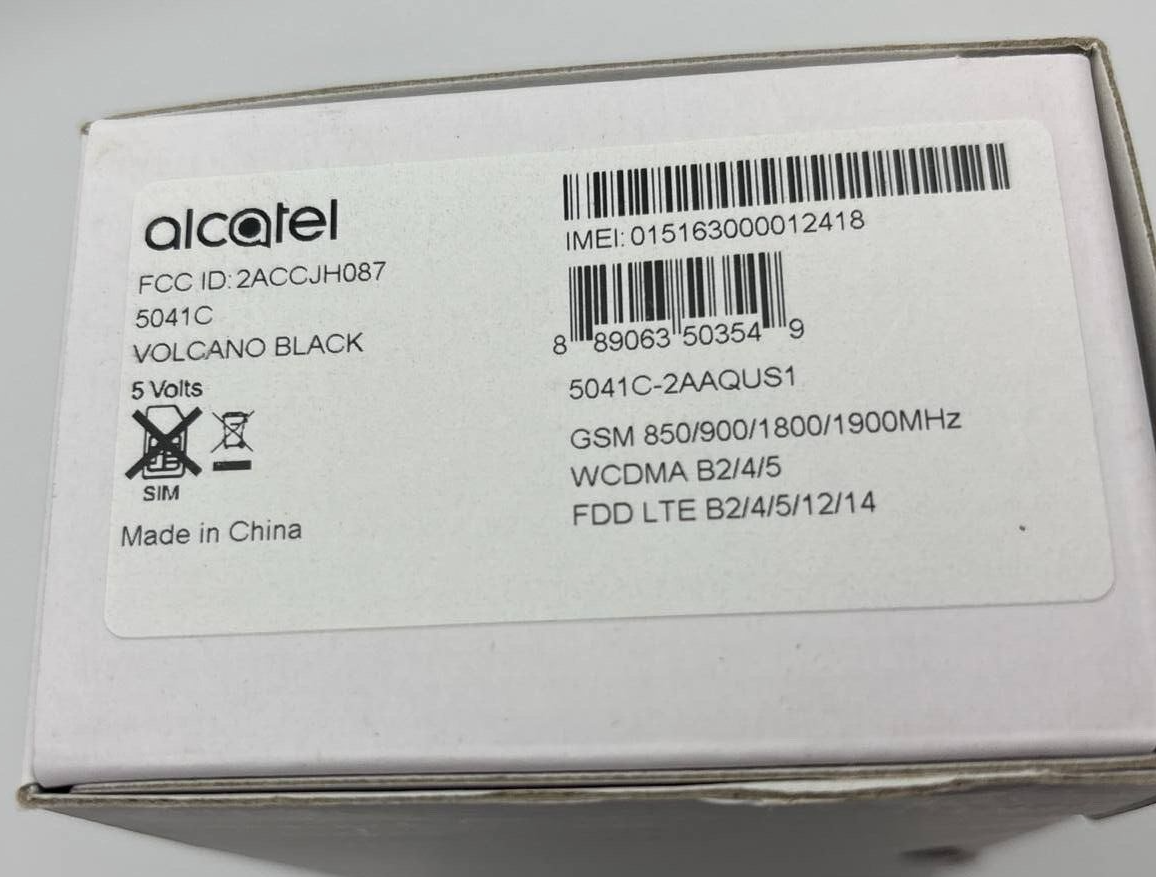 alcatel
FCC ID: 2ACCJH087
5041C
VOLCANO BLACK
5 Volts
SIM
Made in China
IMEI: 015163000012418
8 89063 50354 9
5041C-2AAQUS1
GSM 850/900/1800/1900MHz
WCDMA B2/4/5
FDD LTE B2/4/5/12/14